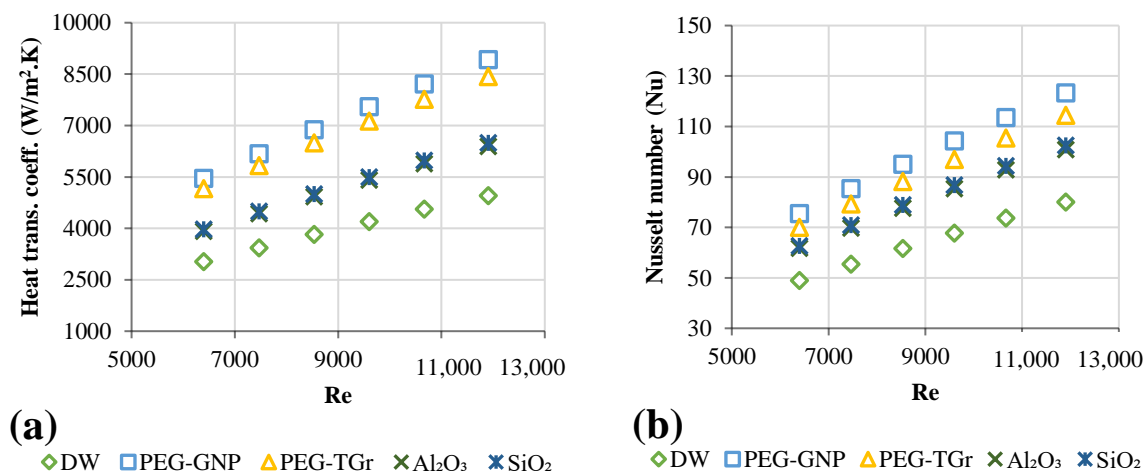 Heat trans. coeff. (W/m².K)
10000
8500
7000
5500
4000
2500
1000
5000 7000 9000 11,000 13,000
Re
(a)
DW PEG-GNP PEG-TGr Al₂O₃ SiO₂
Nusselt number (Nu)
150
130
110
90
70
50
30
5000 7000 9000 11,000 13,000
Re
(b)
DW PEG-GNP PEG-TGr Al₂O₃ SiO₂